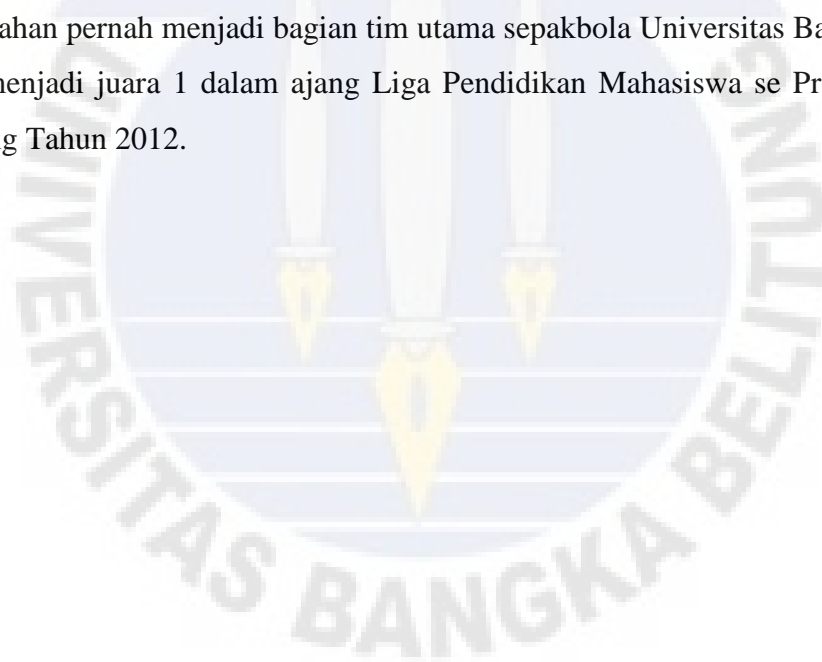 ahan pernah menjadi bagian tim utama sepakbola Universitas Ba
menjadi juara 1 dalam ajang Liga Pendidikan Mahasiswa se Pr
g Tahun 2012.
UNIVERSITAS BANGKA BELITUNG